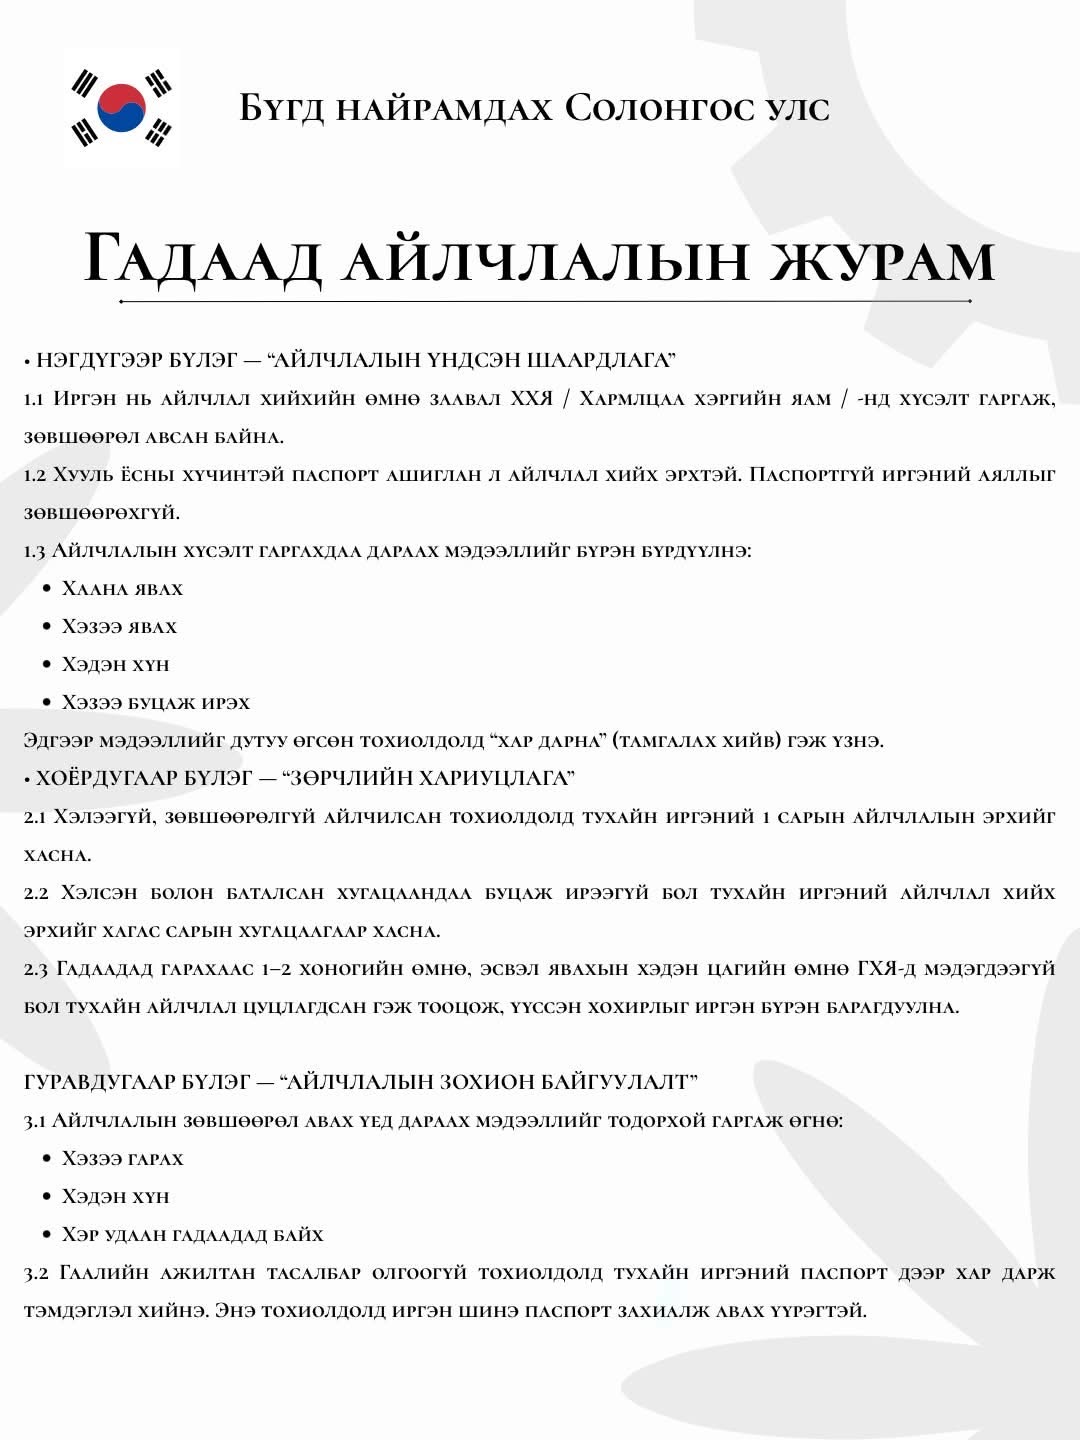 Бүгд найрамдах Солонгос улс
Гадаад айлчлалын журам
• НЭГДҮГЭЭР БҮЛЭГ — “АЙЛЧЛАЛЫН ҮНДСЭН ШААРДЛАГА”
1.1 Иргэн нь айлчлал хийхийн өмнө заавал ХХЯ / Хармлцаа хэргийн яам / -нд хүсэлт гаргаж,
зөвшөөрөл авсан байна.
1.2 Хууль ёсны хүчинтэй паспорт ашиглан л айлчлал хийх эрхтэй. Паспортгүй иргэний аяллыг
зөвшөөрөхгүй.
1.3 Айлчлалын хүсэлт гаргахдаа дараах мэдээллийг бүрэн бүрдүүлнэ:
• Хаана явах
• Хэзээ явах
• Хэдэн хүн
• Хэзээ буцаж ирэх
Эдгээр мэдээллийг дутуу өгсөн тохиолдолд “хар дарна” (тамгалах хийв) гэж үзнэ.
• ХОЁРДУГААР БҮЛЭГ — “ЗӨРЧЛИЙН ХАРИУЦЛАГА”
2.1 Хэлээгүй, зөвшөөрөлгүй айлчилсан тохиолдолд тухайн иргэний 1 сарын айлчлалын эрхийг
хасна.
2.2 Хэлсэн болон баталсан хугацаандаа буцаж ирээгүй бол тухайн иргэний айлчлал хийх
эрхийг хагас сарын хугацаагаар хасна.
2.3 Гадаадад гарахаас 1–2 хоногийн өмнө, эсвэл явахын хэдэн цагийн өмнө ГХЯ-д мэдэгдээгүй
бол тухайн айлчлал цуцлагдсан гэж тооцож, үүссэн хохирлыг иргэн бүрэн барагдуулна.
ГУРАВДУГААР БҮЛЭГ — “АЙЛЧЛАЛЫН ЗОХИОН БАЙГУУЛАЛТ”
3.1 Айлчлалын зөвшөөрөл авах үед дараах мэдээллийг тодорхой гаргаж өгнө:
• Хэзээ гарах
• Хэдэн хүн
• Хэр удаан гадаадад байх
3.2 Гаалийн ажилтан тасалбар олгоогүй тохиолдолд тухайн иргэний паспорт дээр хар дарж
тэмдэглэл хийнэ. Энэ тохиолдолд иргэн шинэ паспорт захиалж авах үүрэгтэй.